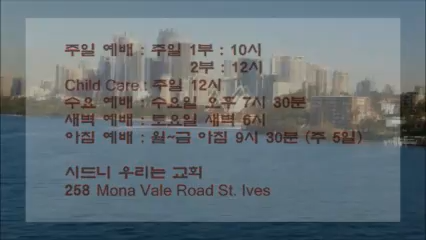 주일 예배 : 주일 1부 : 10시
2부 : 12시
Child Care : 주일 12시
수요 예배 : 수요일 오후 7시 30분
새벽 예배 : 토요일 새벽 6시
아침 예배 : 월~금 아침 9시 30분 (주 5일)
시드니 우리는 교회
258 Mona Vale Road St. Ives